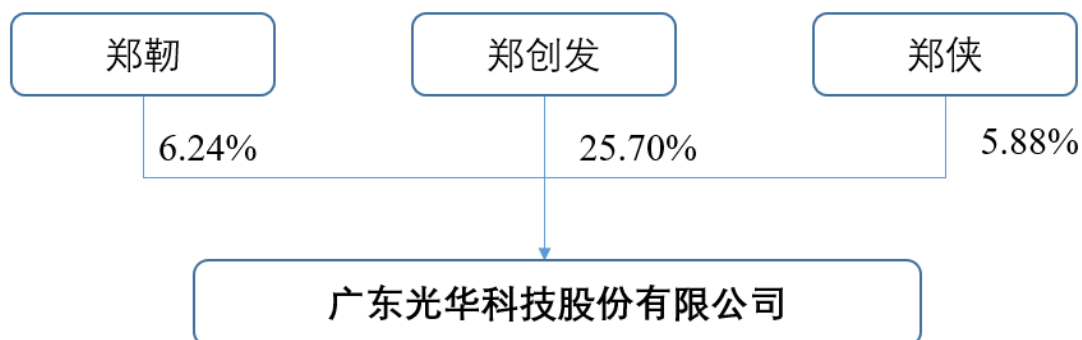 郑韧
郑创发
郑侠
6.24%
25.70%
5.88%
广东光华科技股份有限公司